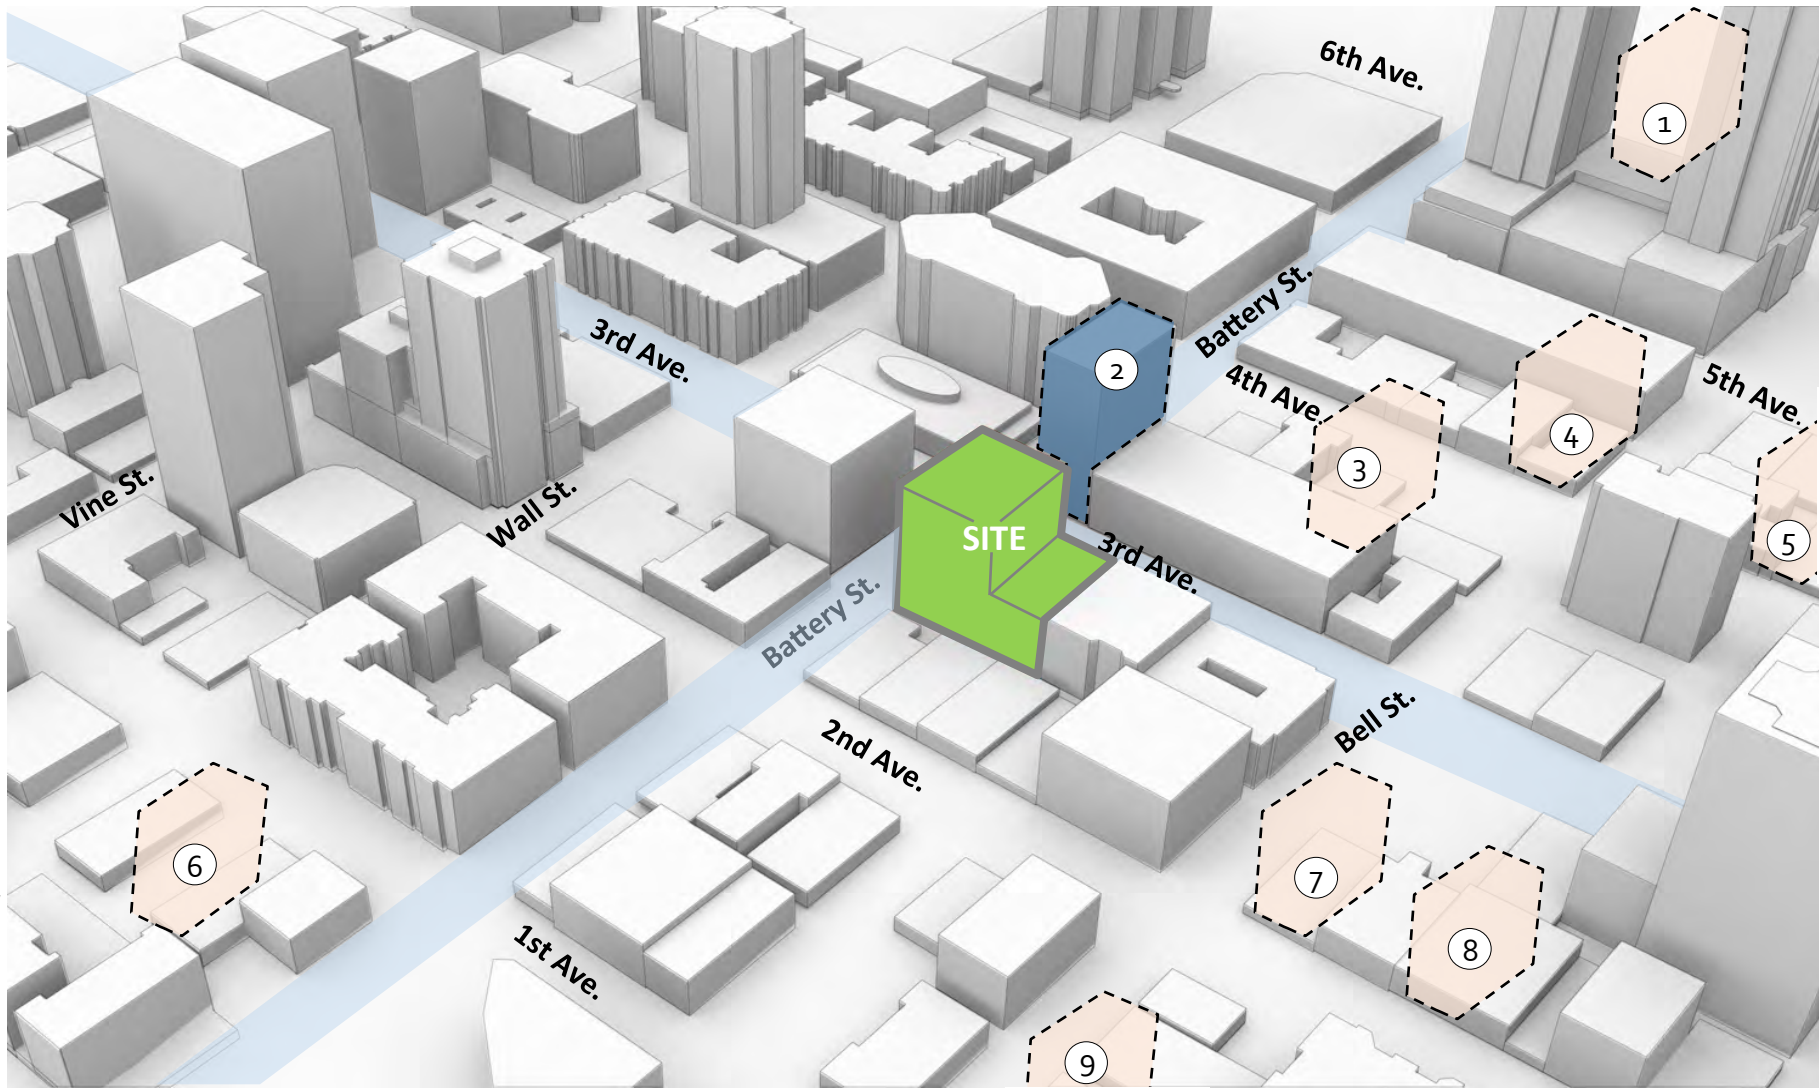 6th Ave.
1
Battery St.
3rd Ave.
2
4th Ave.
5th Ave.
4
3
Vine St.
Wall St.
SITE
3rd Ave.
5
Battery St.
2nd Ave.
Bell St.
6
7
8
1st Ave.
9